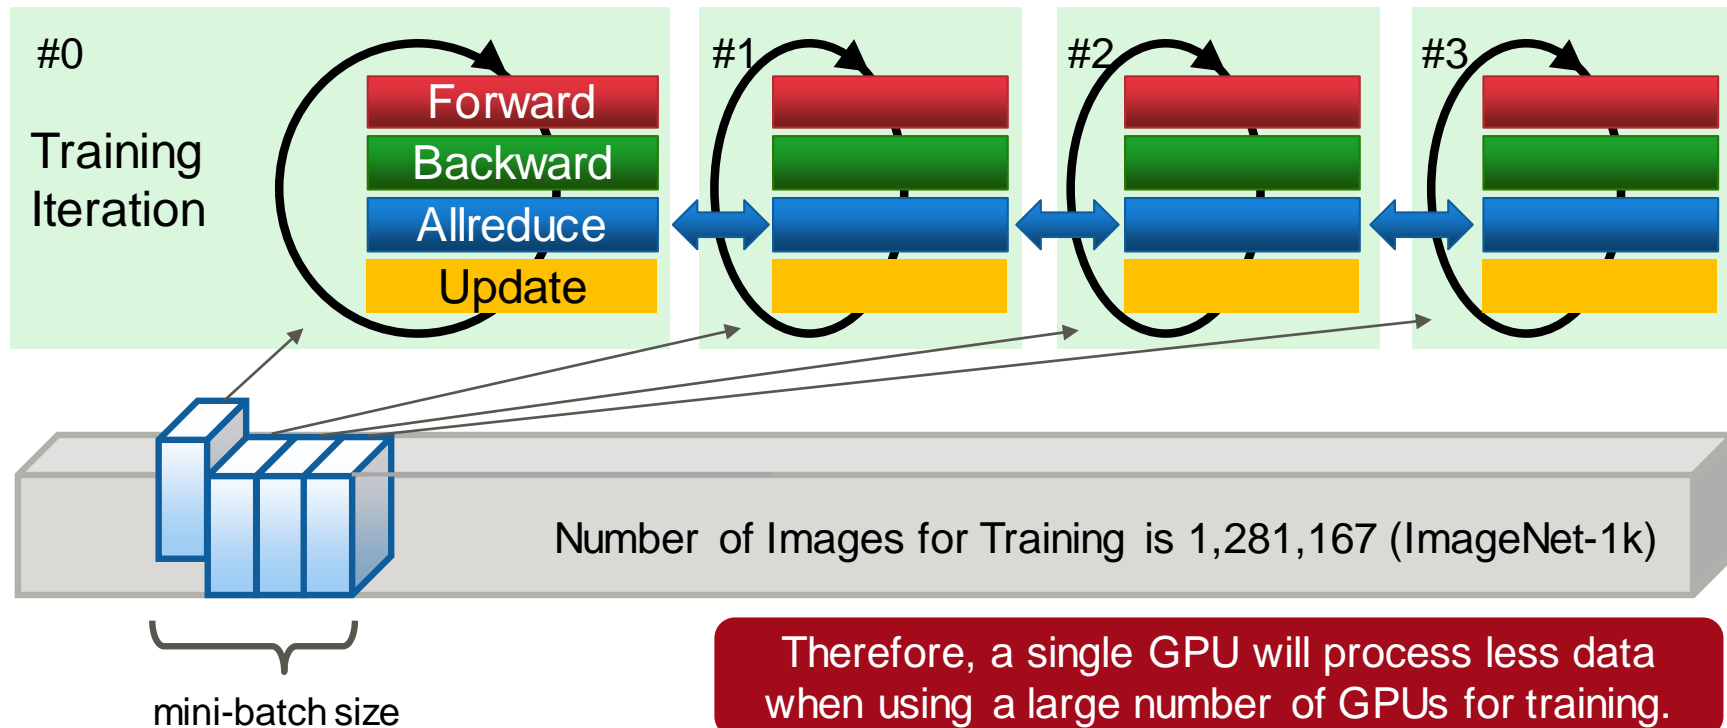 #0
#1
#2
#3
Training
Iteration
Forward
Backward
Allreduce
Update
Number of Images for Training is 1,281,167 (ImageNet-1k)
mini-batch size
Therefore, a single GPU will process less data
when using a large number of GPUs for training.